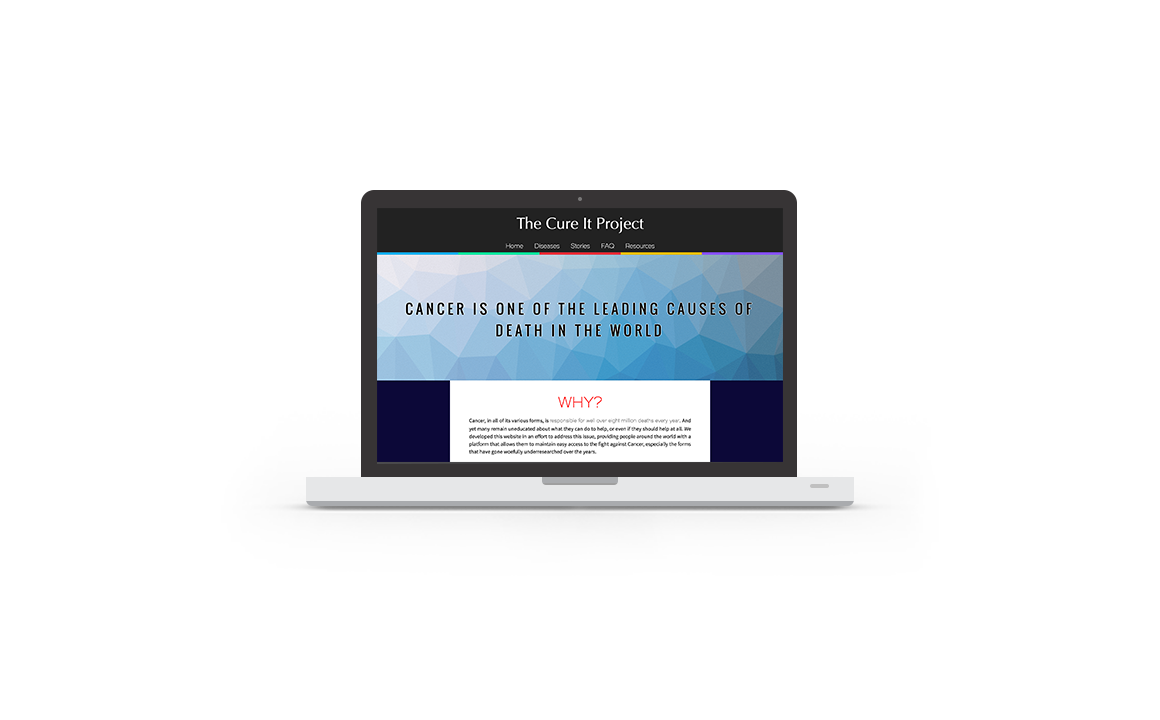 The Cure It Project
Home Diseases Stories FAQ Resources
CANCER IS ONE OF THE LEADING CAUSES OF
DEATH IN THE WORLD
WHY?
Cancer, in all of its various forms, is responsible for well over eight million deaths every year. And
yet many remain uneducated about what they can do to help, or even if they should help at all. We
developed this website in an effort to address this issue, providing people around the world with a
platform that allows them to maintain easy access to the fight against Cancer, especially the forms
that have gone woefully underresearched over the years.